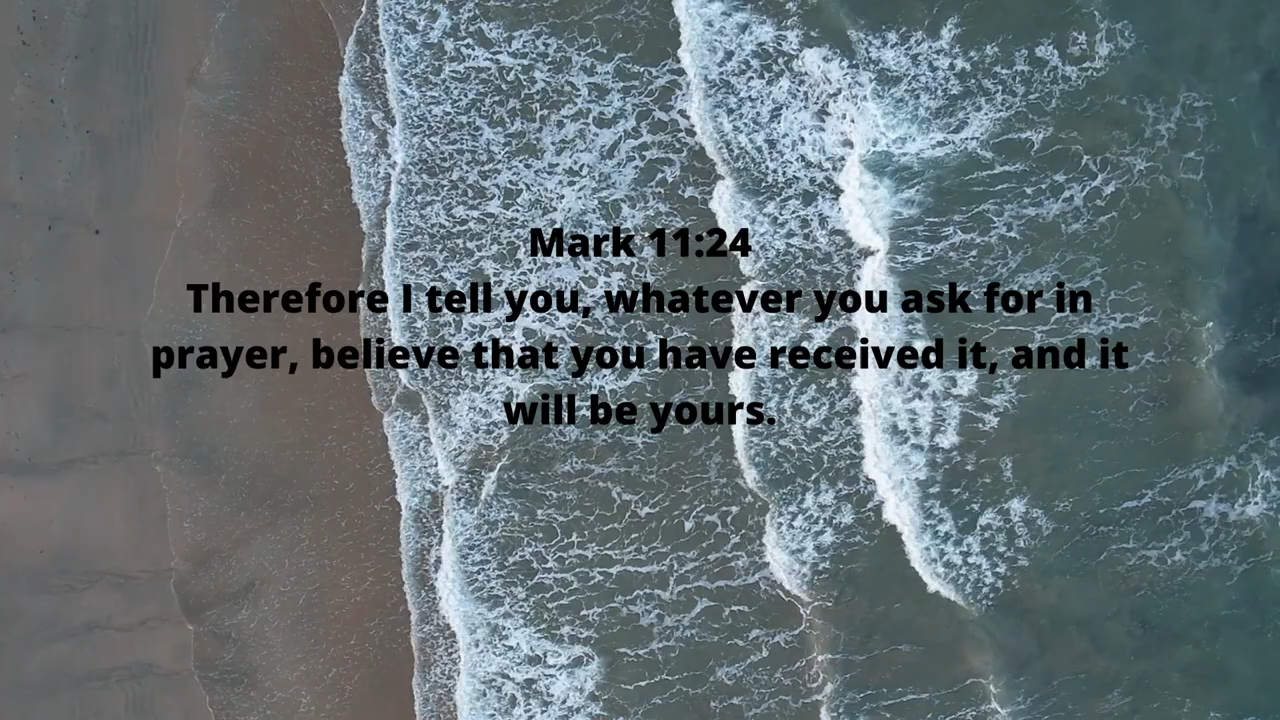 Mark 11:24
Therefore I tell you, whatever you ask for in
prayer, believe that you have received it, and it
will be yours.